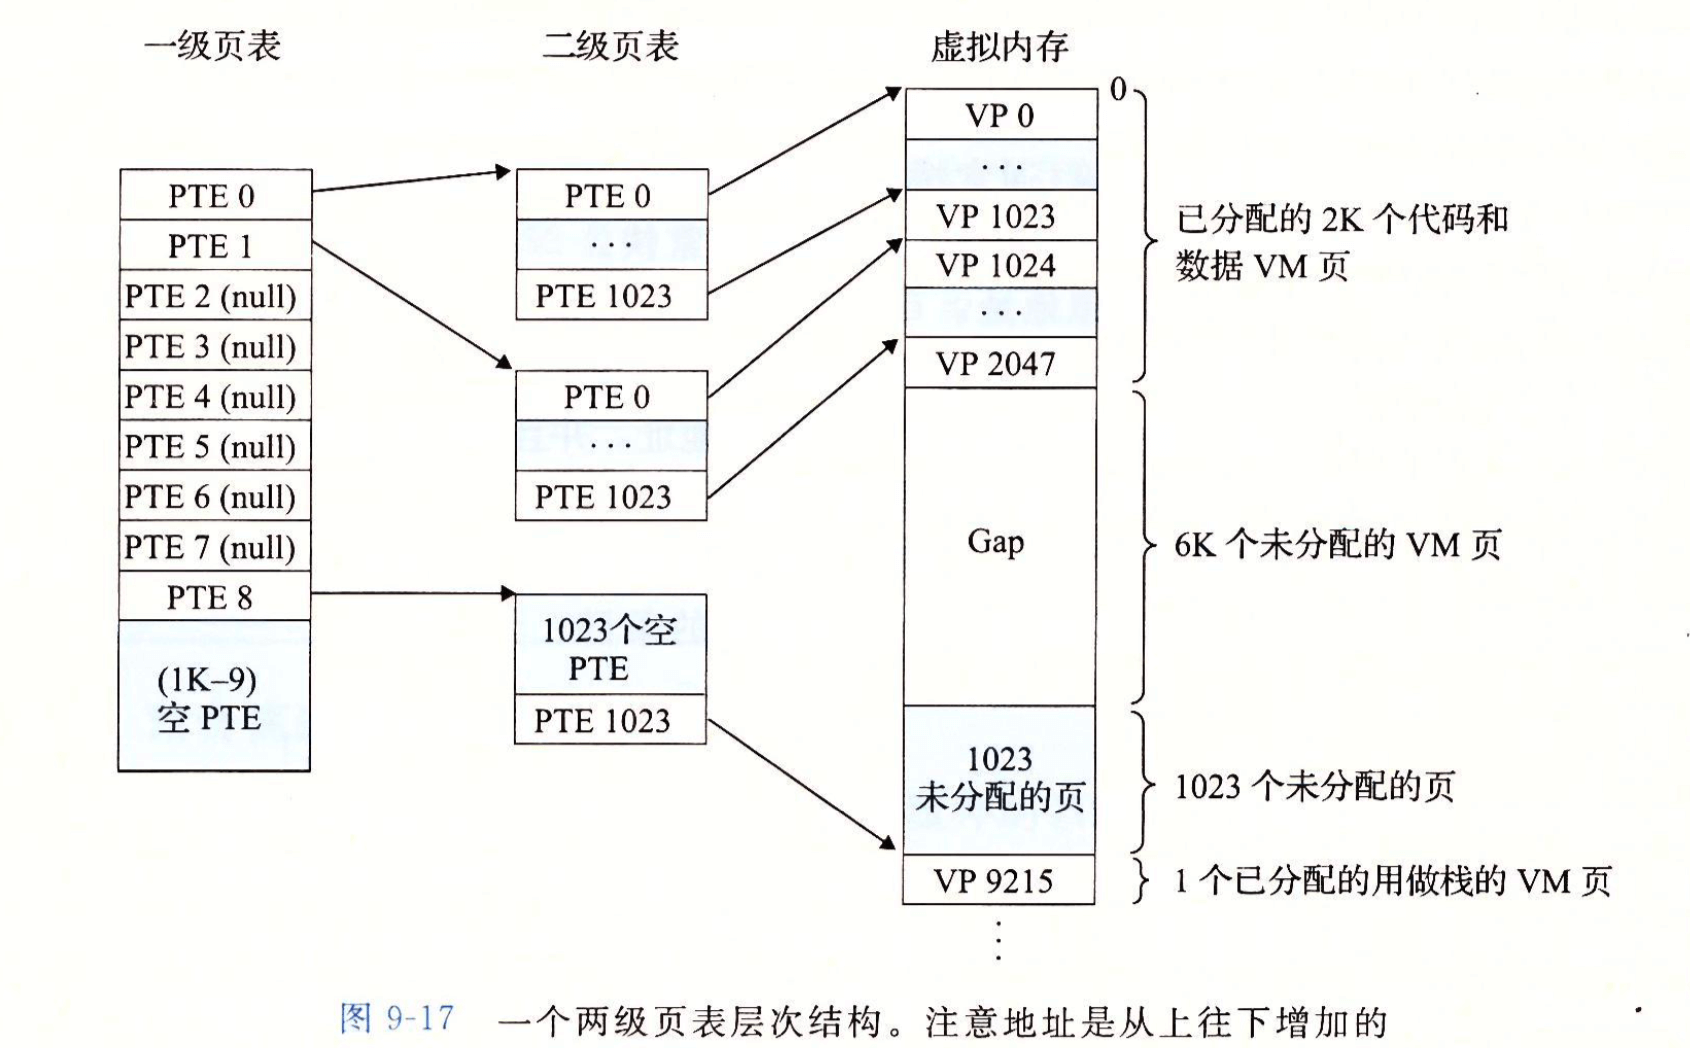 一级页表
二级页表
虚拟内存
PTE 0
PTE 1
PTE 2 (null)
PTE 3 (null)
PTE 4 (null)
PTE 5 (null)
PTE 6 (null)
PTE 7 (null)
PTE 8
(1K–9)
空 PTE
PTE 0
...
PTE 1023
PTE 0
...
PTE 1023
1023个空
PTE
PTE 1023
0
VP 0
...
VP 1023
VP 1024
...
VP 2047
Gap
1023
未分配的页
VP 9215
⋮
已分配的 2K 个代码和
数据 VM 页
6K 个未分配的 VM 页
1023 个未分配的页
1 个已分配的用做栈的 VM 页
图 9-17 一个两级页表层次结构。注意地址是从上往下增加的